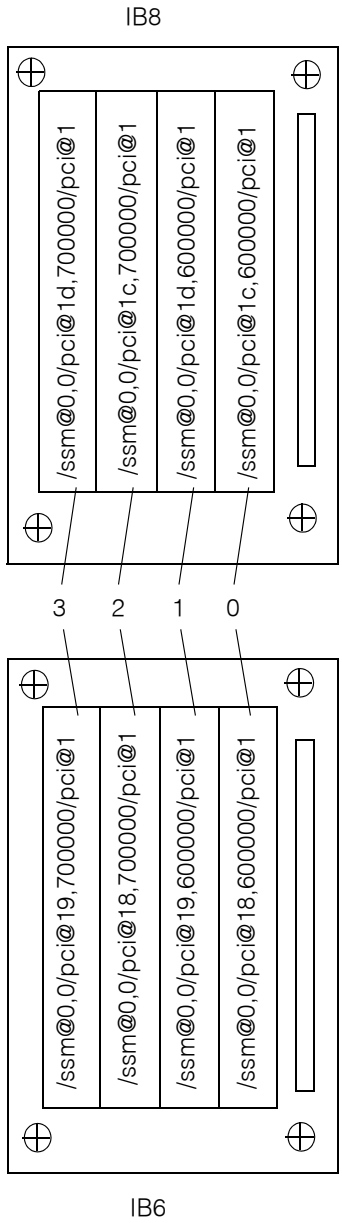 IB8
/ssm@0,0/pci@1d,700000/pci@1
/ssm@0,0/pci@1c,700000/pci@1
/ssm@0,0/pci@1d,600000/pci@1
/ssm@0,0/pci@1c,600000/pci@1
3 2 1 0
/ssm@0,0/pci@19,700000/pci@1
/ssm@0,0/pci@18,700000/pci@1
/ssm@0,0/pci@19,600000/pci@1
/ssm@0,0/pci@18,600000/pci@1
IB6